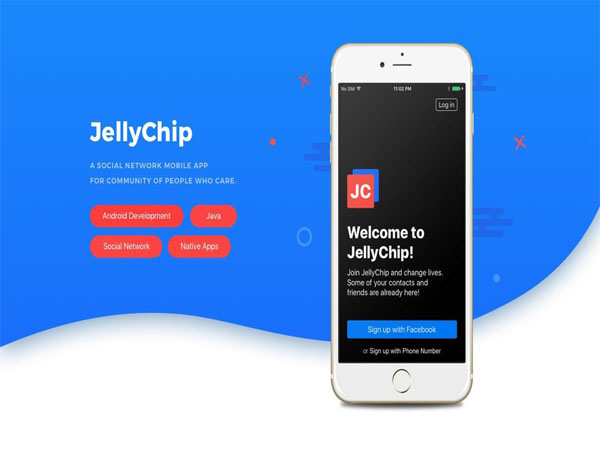 JellyChip
A SOCIAL NETWORK MOBILE APP
FOR COMMUNITY OF PEOPLE WHO CARE.
Android Development
Java
Social Network
Native Apps
No SIM
11:02 PM
Log in
JC
Welcome to
JellyChip!
Join JellyChip and change lives.
Some of your contacts and
friends are already here!
Sign up with Facebook
or Sign up with Phone Number